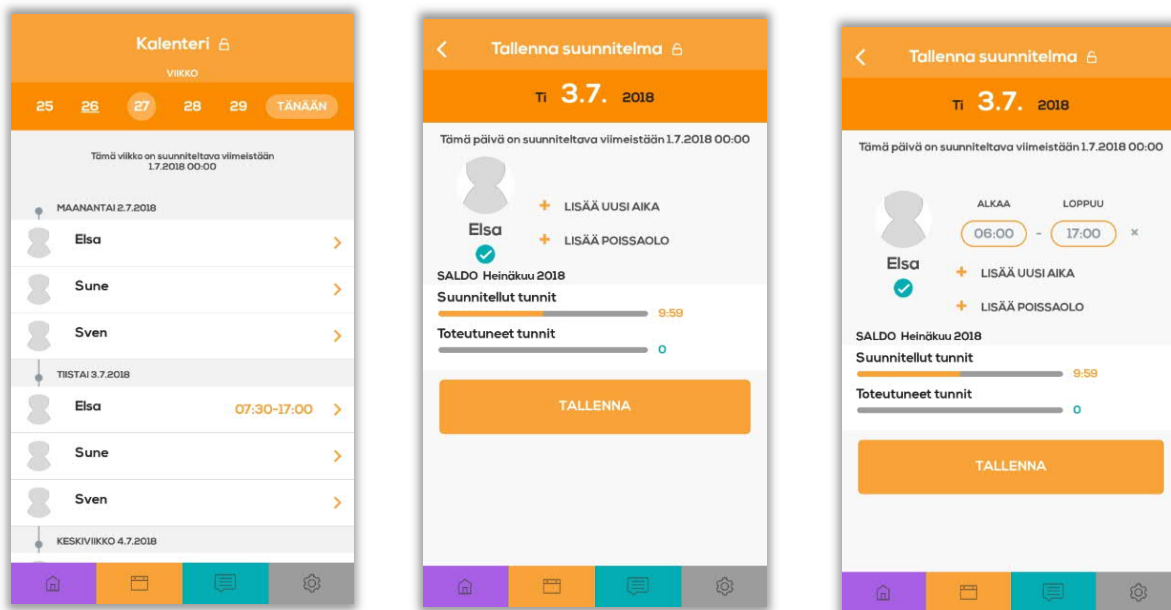 Kalenteri
VIIKKO
25 26 27 28 29 TÄNÄÄN
Tämä viikko on suunniteltava viimeistään
1.7.2018 00:00
MAANANTAI 2.7.2018
Elsa
Sune
Sven
TIISTAI 3.7.2018
Elsa 07:30-17:00
Sune
Sven
KESKIVIIKKO 4.7.2018
Tallenna suunnitelma
Ti 3.7. 2018
Tämä päivä on suunniteltava viimeistään 1.7.2018 00:00
+ LISÄÄ UUSI AIKA
Elsa
+ LISÄÄ POISSAOLO
SALDO Heinäkuu 2018
Suunnitellut tunnit
9:59
Toteutuneet tunnit
0
TALLENNA
Tallenna suunnitelma
Ti 3.7. 2018
Tämä päivä on suunniteltava viimeistään 1.7.2018 00:00
ALKAA LOPPUU
06:00 - 17:00 ×
Elsa
+ LISÄÄ UUSI AIKA
+ LISÄÄ POISSAOLO
SALDO Heinäkuu 2018
Suunnitellut tunnit
9:59
Toteutuneet tunnit
0
TALLENNA